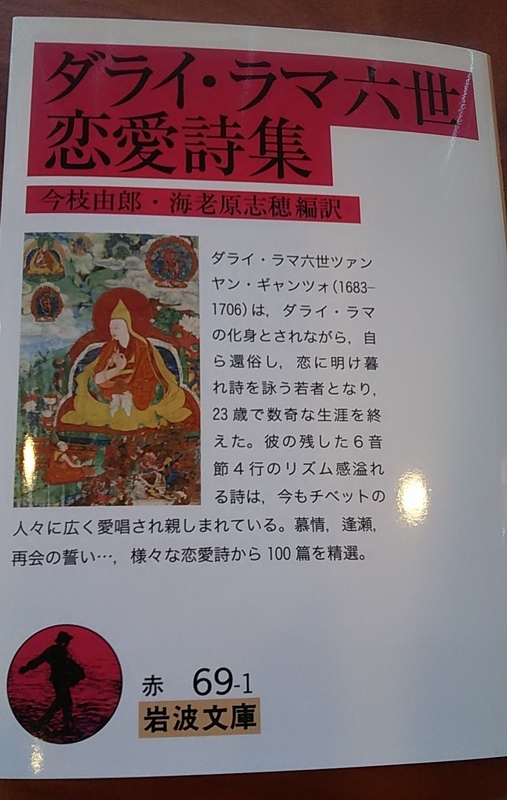 ダライ・ラマ六世
恋愛詩集
今枝由郎・海老原志穂編訳
ダライ・ラマ六世ツァン
ヤン・ギャンツォ(1683–
1706)は，ダライ・ラマ
の化身とされながら，自
ら還俗し，恋に明け暮
れ詩を詠う若者となり，
23歳で数奇な生涯を終
えた。彼の残した6音
節4行のリズム感溢れ
る詩は，今もチベットの
人々に広く愛唱され親しまれている。慕情，逢瀬，
再会の誓い…，様々な恋愛詩から100篇を精選。
赤 69-1
岩波文庫